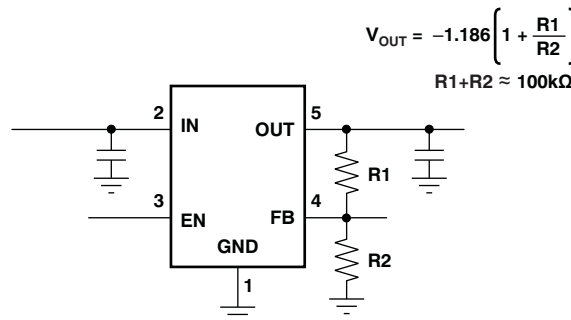 V_OUT = −1.186[1 + R1/R2]
R1+R2 ≈ 100kΩ
2
IN
OUT
5
R1
3
EN
FB
4
GND
R2
1